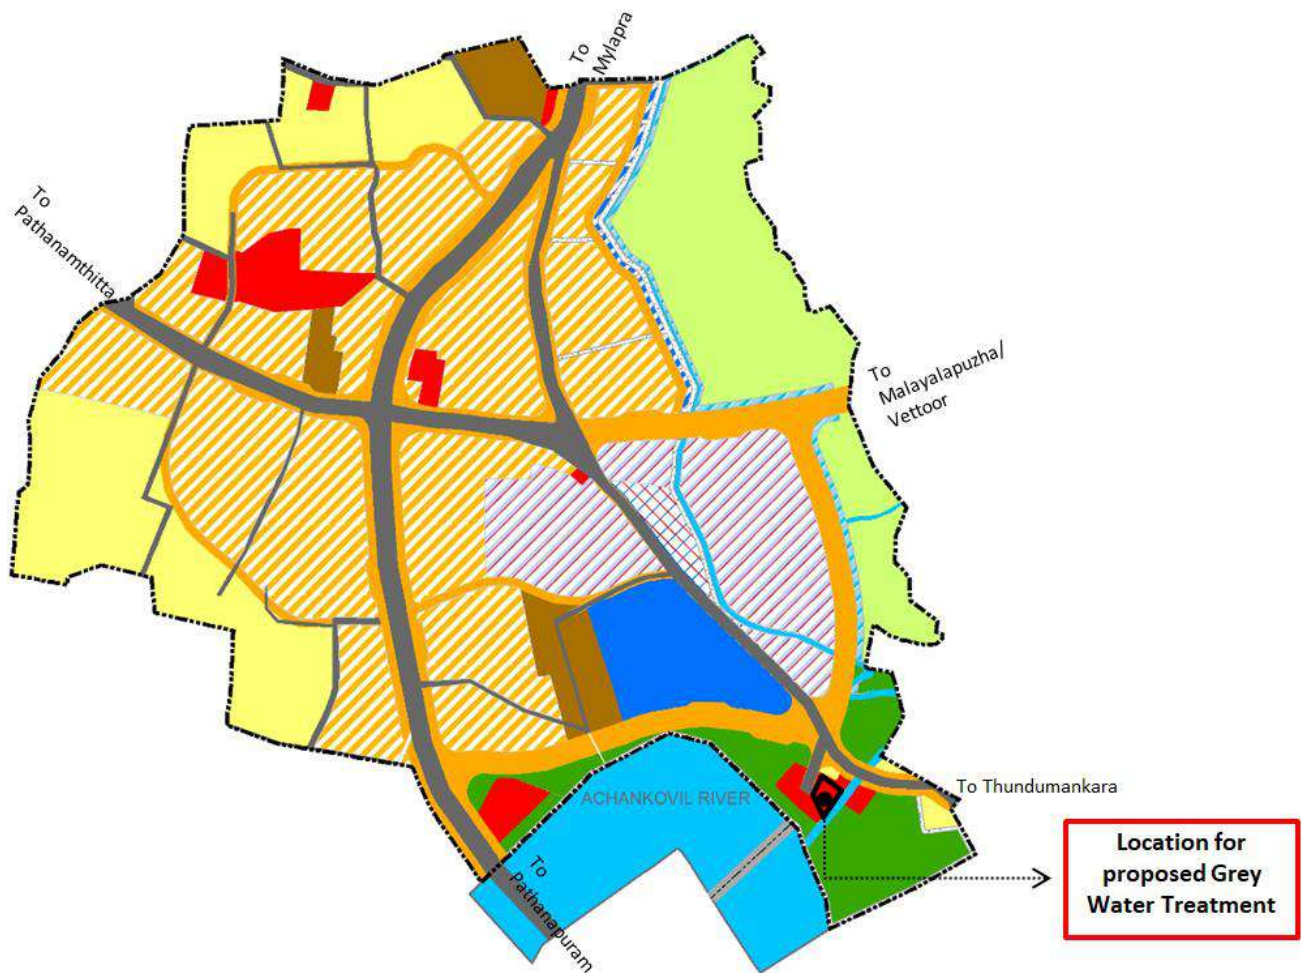 To
Mylapra
To
Pathanamthitta
To
Malayalapuzha/
Vettoor
To Thundumankara
ACHANKOVIL RIVER
Location for
proposed Grey
Water Treatment
To
Pathanapuram